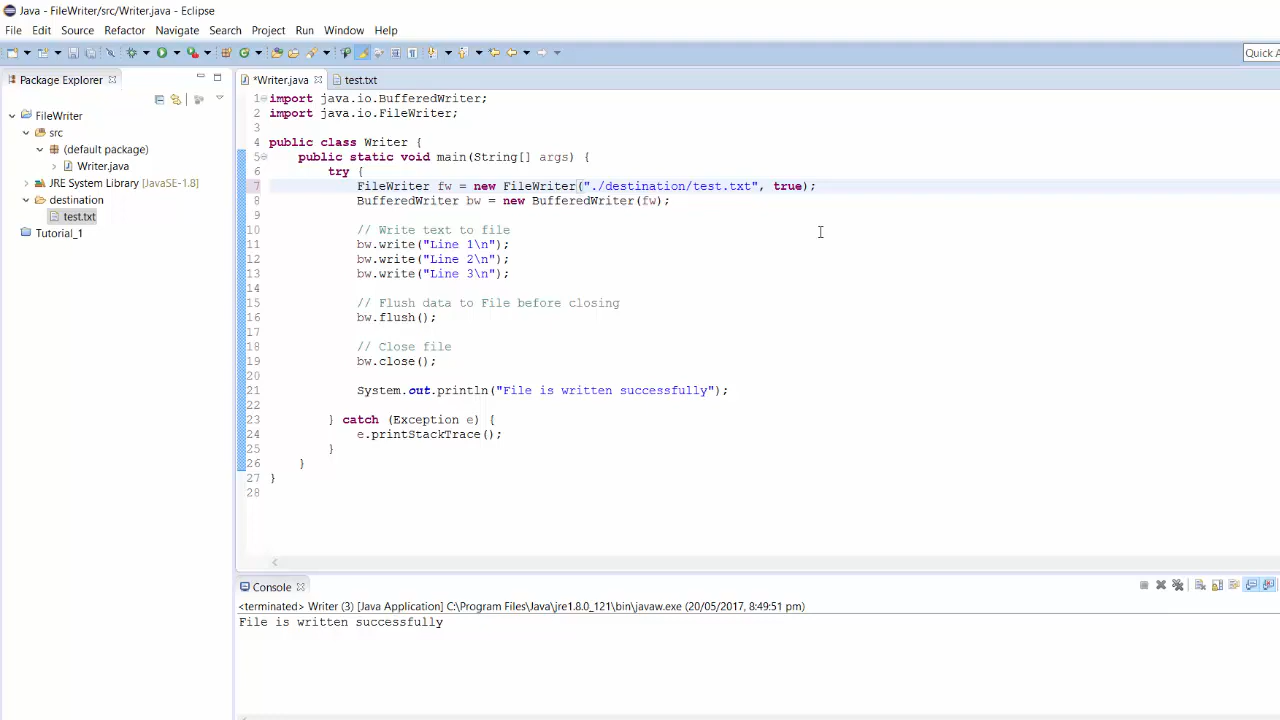 Java - FileWriter/src/Writer.java - Eclipse
File Edit Source Refactor Navigate Search Project Run Window Help
Quick A
Package Explorer
*Writer.java test.txt
FileWriter
src
(default package)
Writer.java
JRE System Library [JavaSE-1.8]
destination
test.txt
Tutorial_1
1 import java.io.BufferedWriter;
2 import java.io.FileWriter;
3
4 public class Writer {
5 public static void main(String[] args) {
6 try {
7 FileWriter fw = new FileWriter("./destination/test.txt", true);
8 BufferedWriter bw = new BufferedWriter(fw);
9
10 // Write text to file
11 bw.write("Line 1\n");
12 bw.write("Line 2\n");
13 bw.write("Line 3\n");
14
15 // Flush data to File before closing
16 bw.flush();
17
18 // Close file
19 bw.close();
20
21 System.out.println("File is written successfully");
22
23 } catch (Exception e) {
24 e.printStackTrace();
25 }
26 }
27 }
28
Console
<terminated> Writer (3) [Java Application] C:\Program Files\Java\jre1.8.0_121\bin\javaw.exe (20/05/2017, 8:49:51 pm)
File is written successfully